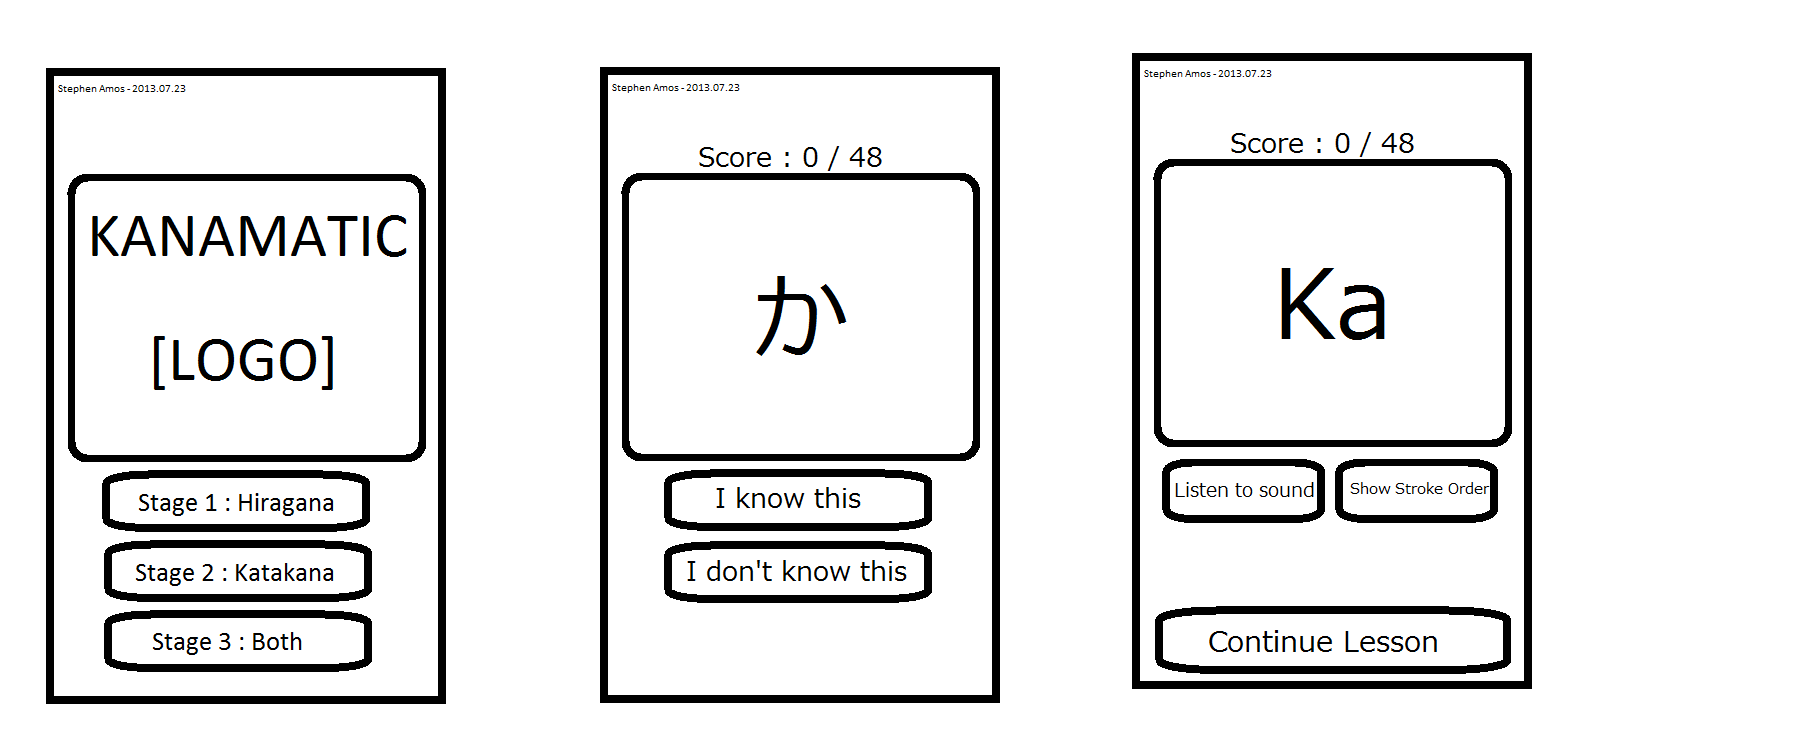 Stephen Amos - 2013.07.23
KANAMATIC
[LOGO]
Stage 1 : Hiragana
Stage 2 : Katakana
Stage 3 : Both
Stephen Amos - 2013.07.23
Score : 0 / 48
か
I know this
I don't know this
Stephen Amos - 2013.07.23
Score : 0 / 48
Ka
Listen to sound
Show Stroke Order
Continue Lesson